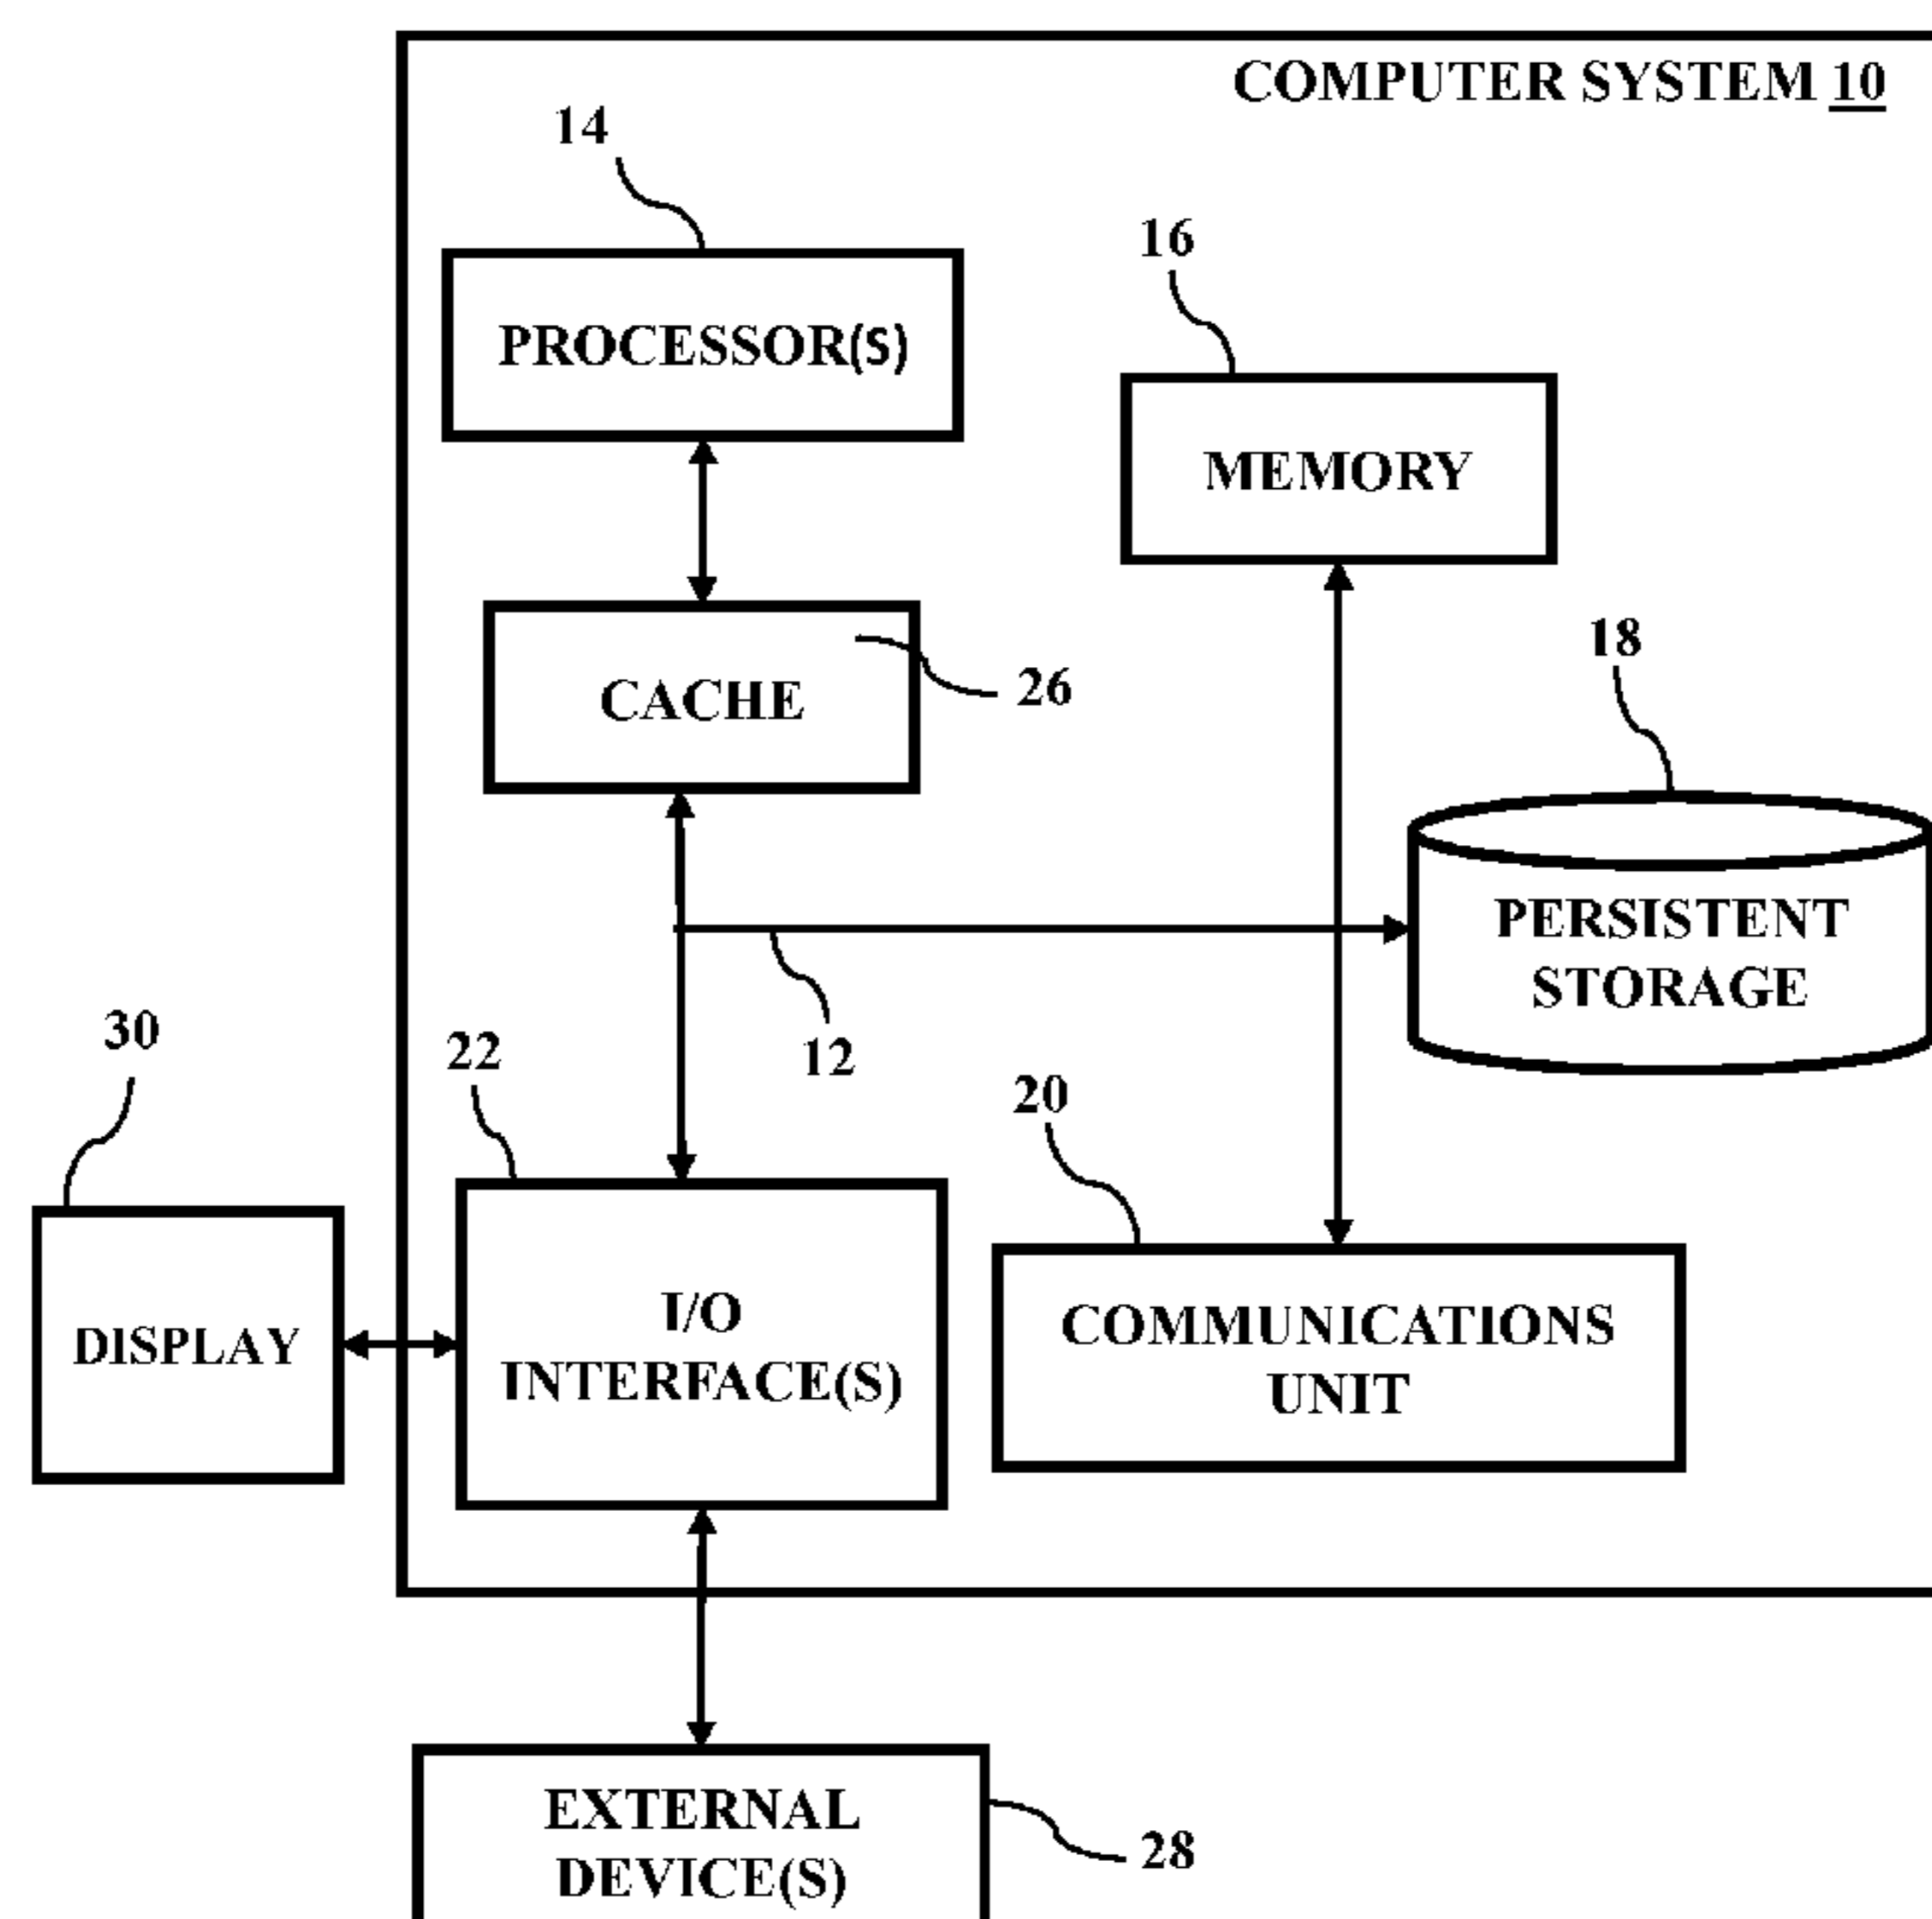 COMPUTER SYSTEM 10
14
16
PROCESSOR(S)
MEMORY
18
CACHE
26
PERSISTENT
STORAGE
30
22
12
20
I/O
INTERFACE(S)
DISPLAY
COMMUNICATIONS
UNIT
EXTERNAL
DEVICE(S)
28